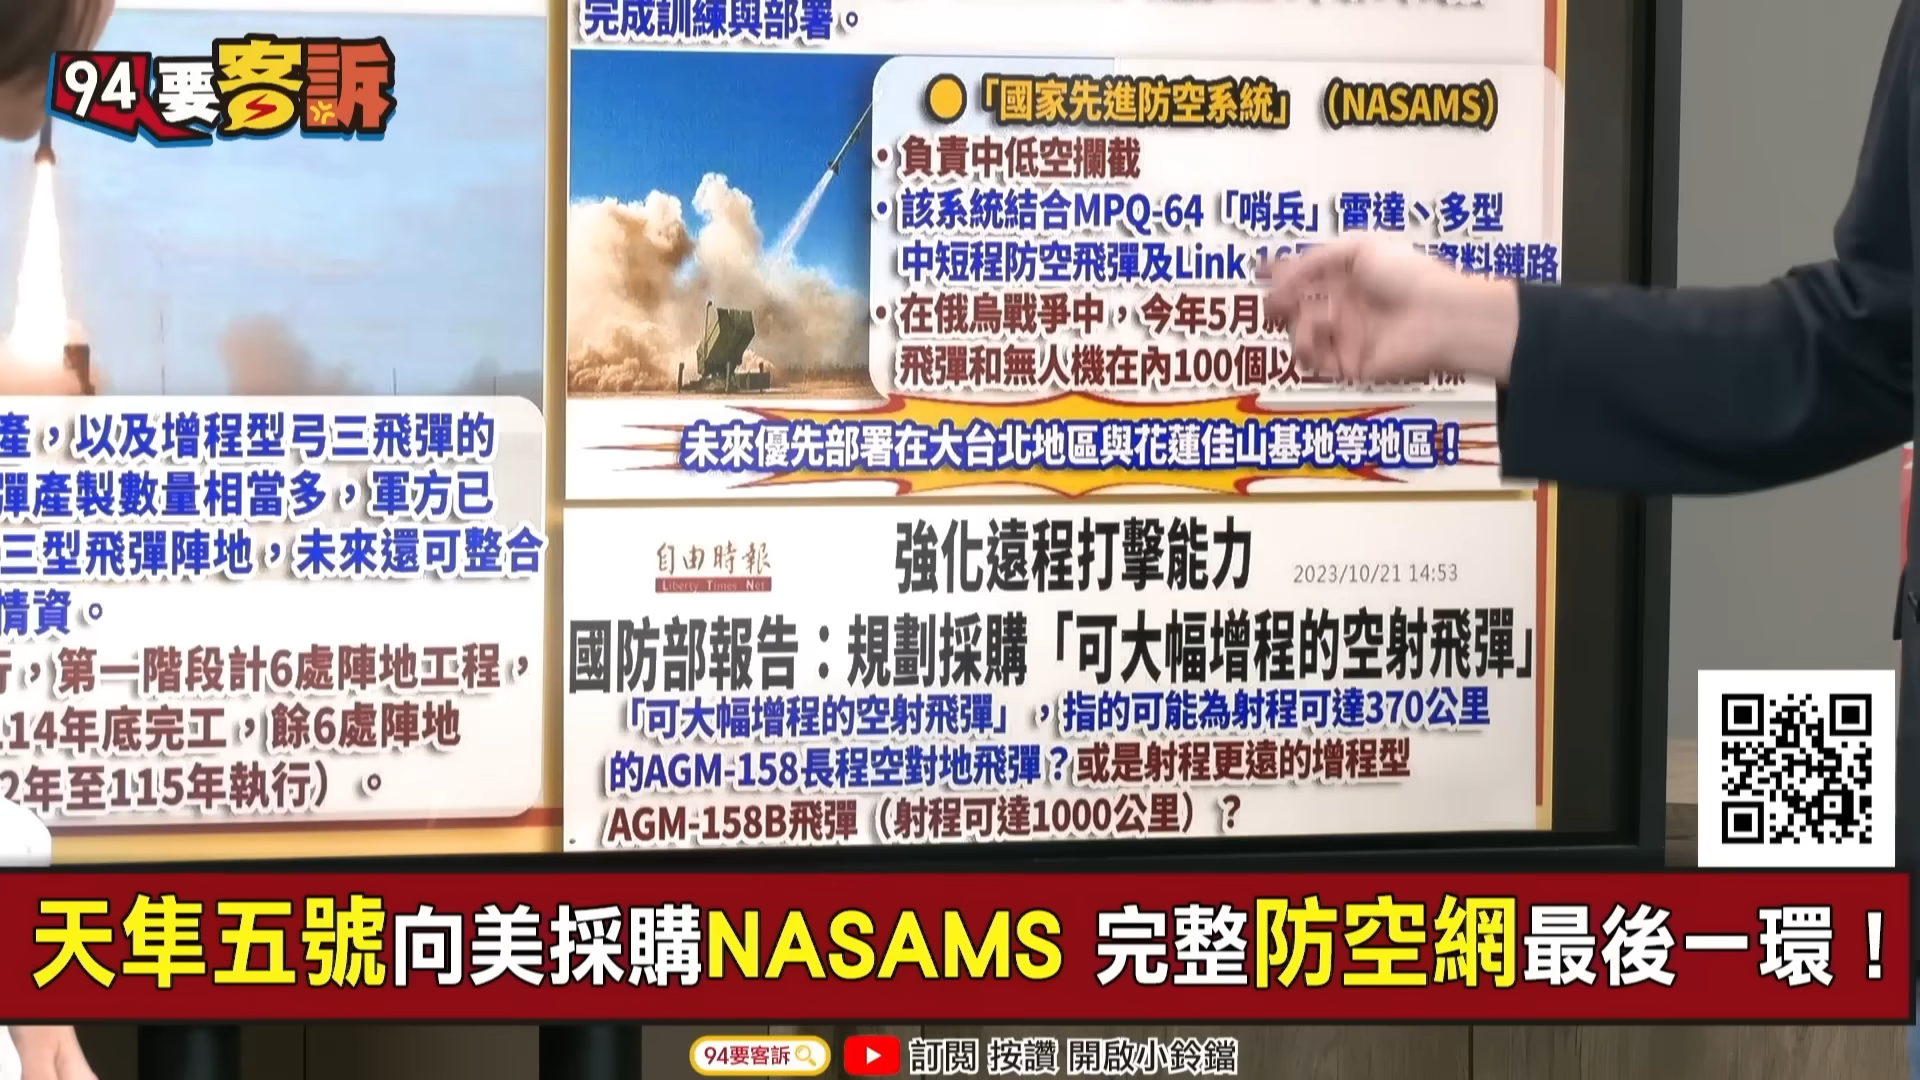 94要客訴
完成訓練與部署。
「國家先進防空系統」（NASAMS）
・負責中低空攔截
・該系統結合MPQ-64「哨兵」雷達、多型
中短程防空飛彈及Link 16 資料鏈路
・在俄烏戰爭中，今年5月
飛彈和無人機在內100個以上
未來優先部署在大台北地區與花蓮佳山基地等地區！
產，以及增程型弓三飛彈的
彈產製數量相當多，軍方已
三型飛彈陣地，未來還可整合
情資。
行，第一階段計6處陣地工程，
114年底完工，餘6處陣地
2年至115年執行）。
自由時報
Liberty Times Net
強化遠程打擊能力
2023/10/21 14:53
國防部報告：規劃採購「可大幅增程的空射飛彈」
「可大幅增程的空射飛彈」，指的可能為射程可達370公里
的AGM-158長程空對地飛彈？或是射程更遠的增程型
AGM-158B飛彈（射程可達1000公里）？
天隼五號向美採購NASAMS 完整防空網最後一環！
94要客訴
訂閱 按讚 開啟小鈴鐺